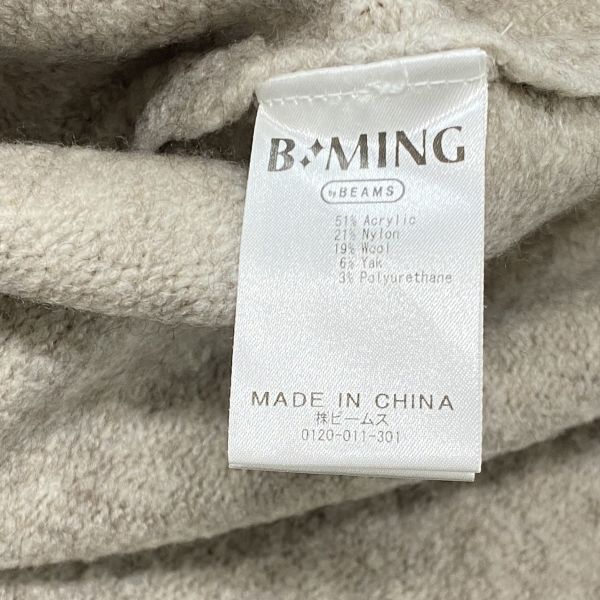 B:·MING
by BEAMS
51% Acrylic
21% Nylon
19% Wool
6% Yak
3% Polyurethane
MADE IN CHINA
㈱ビームス
0120-011-301